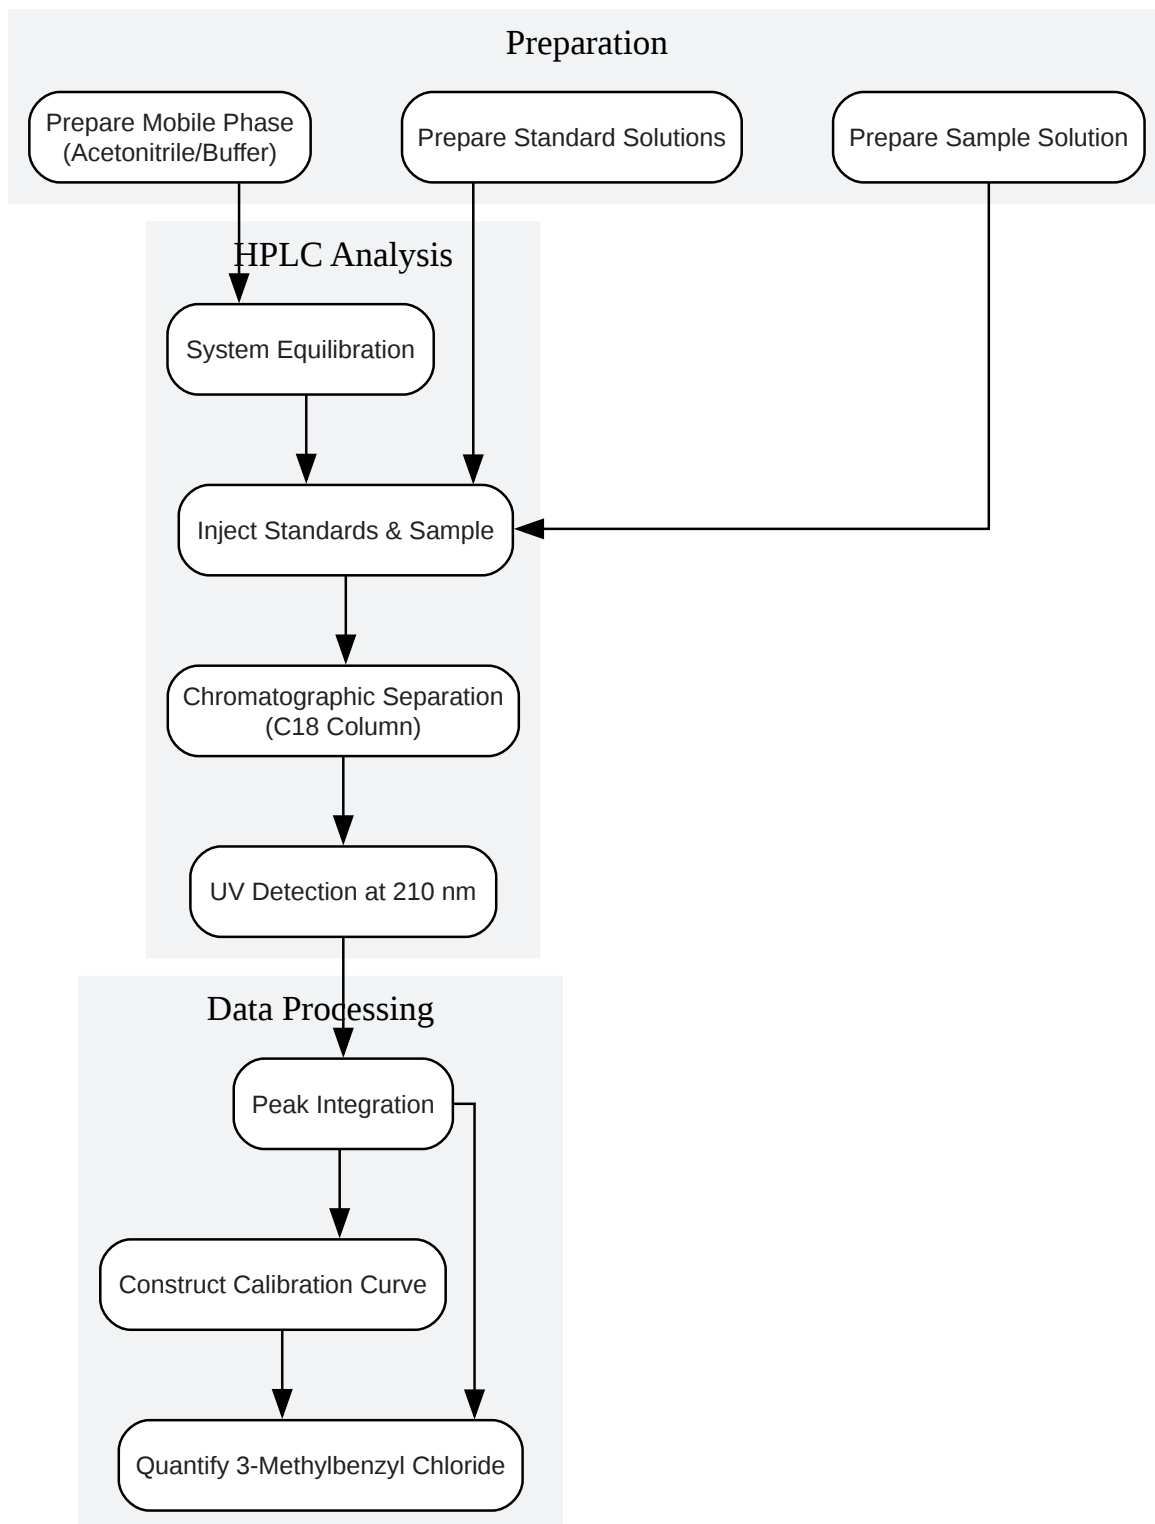 Preparation
Prepare Mobile Phase
(Acetonitrile/Buffer)
Prepare Standard Solutions
Prepare Sample Solution
HPLC Analysis
System Equilibration
Inject Standards & Sample
Chromatographic Separation
(C18 Column)
UV Detection at 210 nm
Data Processing
Peak Integration
Construct Calibration Curve
Quantify 3-Methylbenzyl Chloride